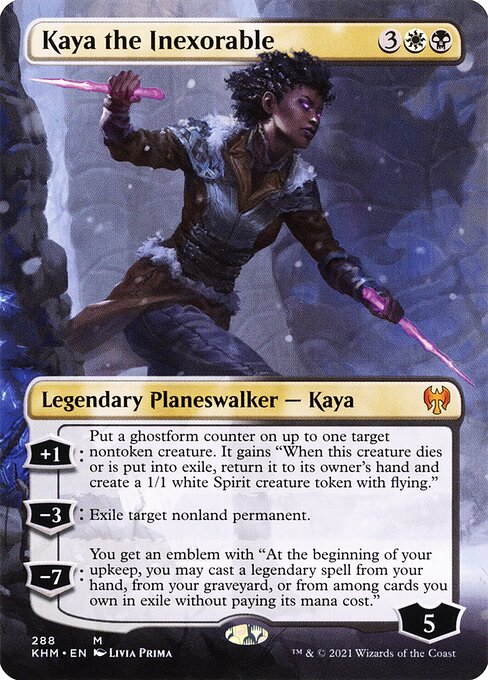 Kaya the Inexorable 3
Legendary Planeswalker — Kaya
+1: Put a ghostform counter on up to one target
nontoken creature. It gains “When this creature dies
or is put into exile, return it to its owner’s hand and
create a 1/1 white Spirit creature token with flying.”
−3: Exile target nonland permanent.
−7: You get an emblem with “At the beginning of your
upkeep, you may cast a legendary spell from your
hand, from your graveyard, or from among cards you
own in exile without paying its mana cost.”
5
288 M
KHM • EN Livia Prima
™ & © 2021 Wizards of the Coast